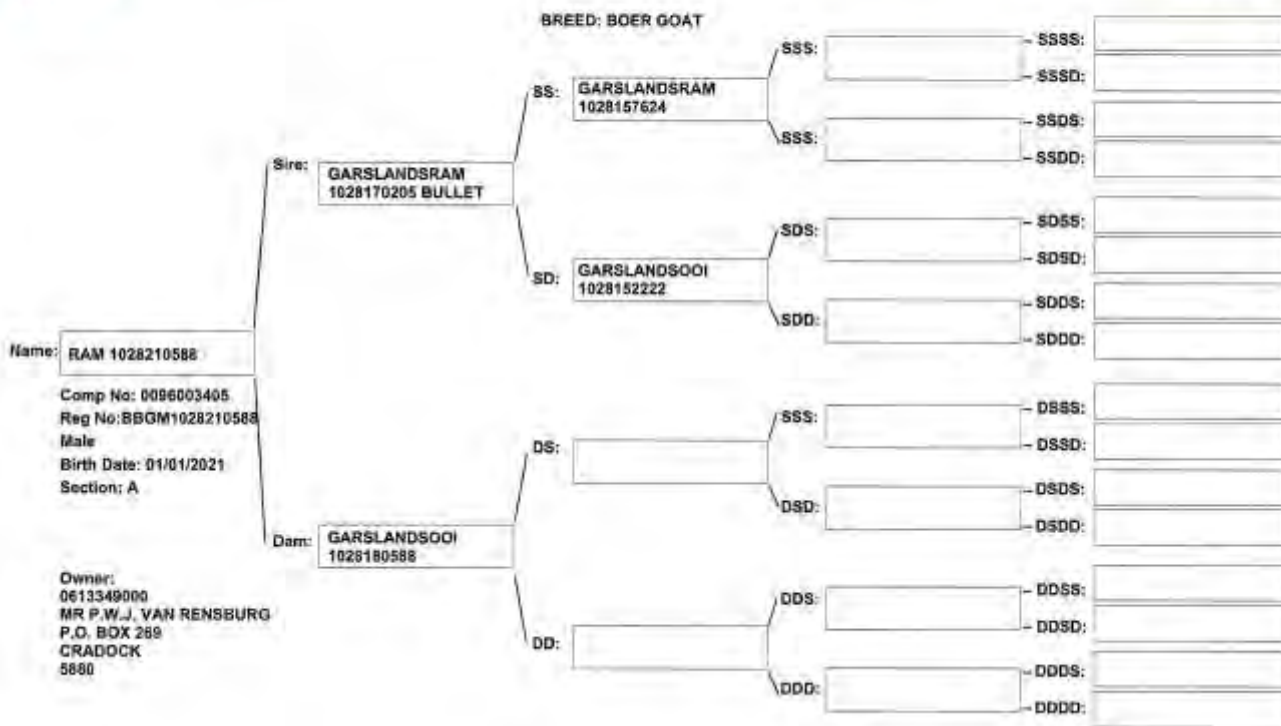 BREED: BOER GOAT
Name: RAM 1028210588
Comp No: 0096003405
Reg No:BBGM1028210588
Male
Birth Date: 01/01/2021
Section: A
Owner:
0613349000
MR P.W.J. VAN RENSBURG
P.O. BOX 269
CRADOCK
5880
Sire: GARSLANDSRAM
1028170205 BULLET
Dam: GARSLANDSOOI
1028180588
SS: GARSLANDSRAM
1028157624
SD: GARSLANDSOOI
1028152222
DS:
DD:
SSS:
SSS:
SDS:
SDD:
SSS:
DSD:
DDS:
DDD:
SSSS:
SSSD:
SSDS:
SSDD:
SDSS:
SDSD:
SDDS:
SDDD:
DSSS:
DSSD:
DSDS:
DSDD:
DDSS:
DDSD:
DDDS:
DDDD: